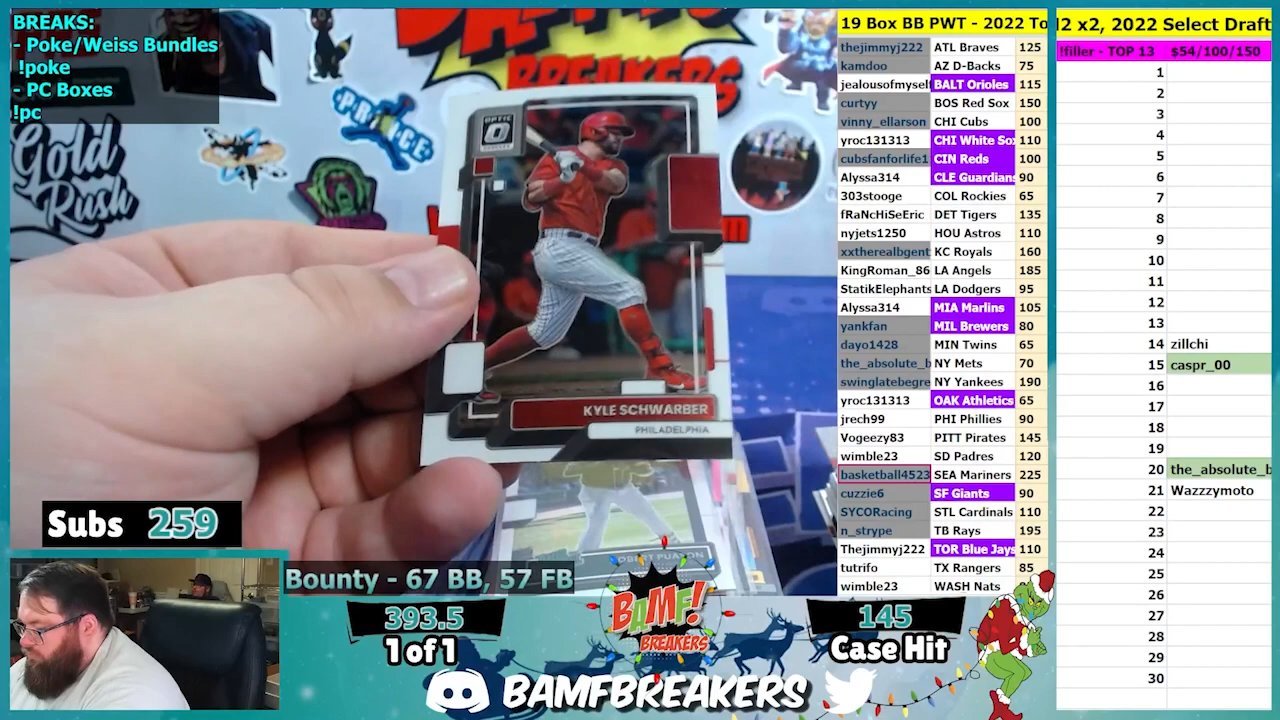 BREAKS:
- Poke/Weiss Bundles
!poke
- PC Boxes
!pc
Gold
Rush
PRINCE
BREAKERS
OPTIC
KYLE SCHWARBER
PHILADELPHIA
Subs 259
Bounty - 67 BB, 57 FB
393.5
1 of 1
BAMF!
BREAKERS
145
Case Hit
BAMFBREAKERS
19 Box BB PWT - 2022 To
thejimmyj222 ATL Braves 125
kamdoo AZ D-Backs 75
jealousofmysel BALT Orioles 115
curtyy BOS Red Sox 150
vinny_ellarson CHI Cubs 100
yroc131313 CHI White Sox 110
cubsfanforlife1 CIN Reds 100
Alyssa314 CLE Guardians 90
303stooge COL Rockies 65
fRaNcHiSeEric DET Tigers 135
nyjets1250 HOU Astros 110
xxtherealbgent KC Royals 160
KingRoman_86 LA Angels 185
StatikElephants LA Dodgers 95
Alyssa314 MIA Marlins 105
yankfan MIL Brewers 80
dayo1428 MIN Twins 65
the_absolute_b NY Mets 70
swinglatebegre NY Yankees 190
yroc131313 OAK Athletics 65
jrech99 PHI Phillies 90
Vogeezy83 PITT Pirates 145
wimble23 SD Padres 120
basketball4523 SEA Mariners 225
cuzzie6 SF Giants 90
SYCORacing STL Cardinals 110
n_strype TB Rays 195
Thejimmyj222 TOR Blue Jays 110
tutrifo TX Rangers 85
wimble23 WASH Nats
2 x2, 2022 Select Draft
!filler - TOP 13 $54/100/150
1
2
3
4
5
6
7
8
9
10
11
12
13
14 zillchi
15 caspr_00
16
17
18
19
20 the_absolute_b
21 Wazzzymoto
22
23
24
25
26
27
28
29
30